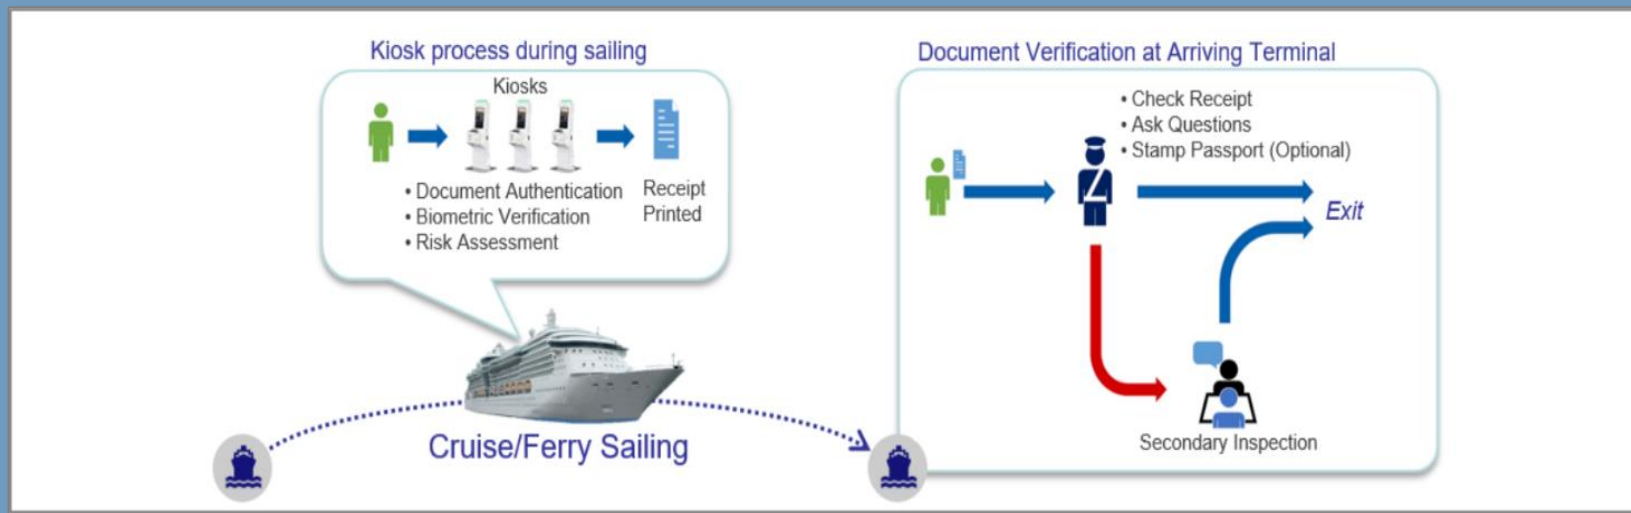 Kiosk process during sailing
Kiosks
• Document Authentication
• Biometric Verification
• Risk Assessment
Receipt
Printed
Cruise/Ferry Sailing
Document Verification at Arriving Terminal
• Check Receipt
• Ask Questions
• Stamp Passport (Optional)
Exit
Secondary Inspection